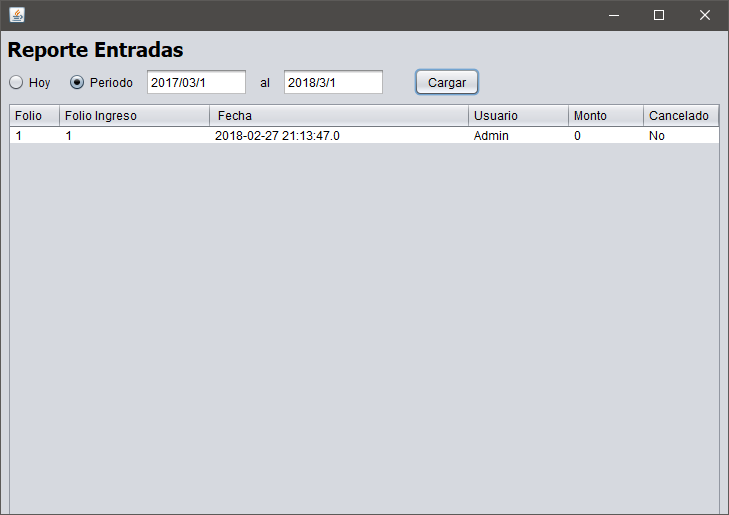 Reporte Entradas
Hoy Periodo 2017/03/1 al 2018/3/1 Cargar
Folio Folio Ingreso Fecha Usuario Monto Cancelado
1 1 2018-02-27 21:13:47.0 Admin 0 No